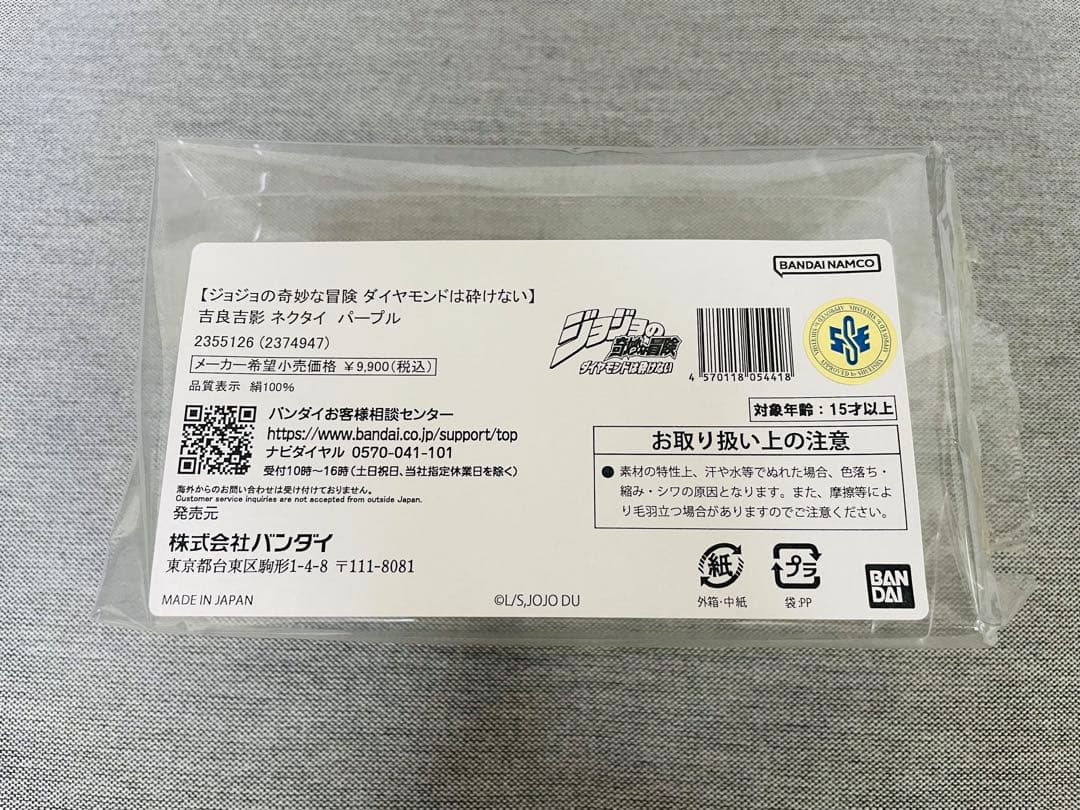 BANDAI NAMCO
【ジョジョの奇妙な冒険 ダイヤモンドは砕けない】
吉良吉影 ネクタイ パープル
2355126(2374947)
メーカー希望小売価格 ￥9,900(税込)
品質表示 絹100%
バンダイお客様相談センター
https://www.bandai.co.jp/support/top
ナビダイヤル 0570-041-101
受付10時～16時(土日祝日、当社指定休業日を除く)
海外からのお問い合わせは受け付けておりません。
Customer service inquiries are not accepted from outside Japan.
発売元
株式会社バンダイ
東京都台東区駒形1-4-8 〒111-8081
MADE IN JAPAN
©L/S,JOJO DU
ジョジョの
奇妙な冒険
ダイヤモンドは砕けない
4 570118 054418
SSE
APPROVED by SHUEISHA
対象年齢：15才以上
お取り扱い上の注意
● 素材の特性上、汗や水等でぬれた場合、色落ち・
縮み・シワの原因となります。また、摩擦等によ
り毛羽立つ場合がありますのでご注意ください。
紙
外箱・中紙
プラ
袋:PP
BAN
DAI